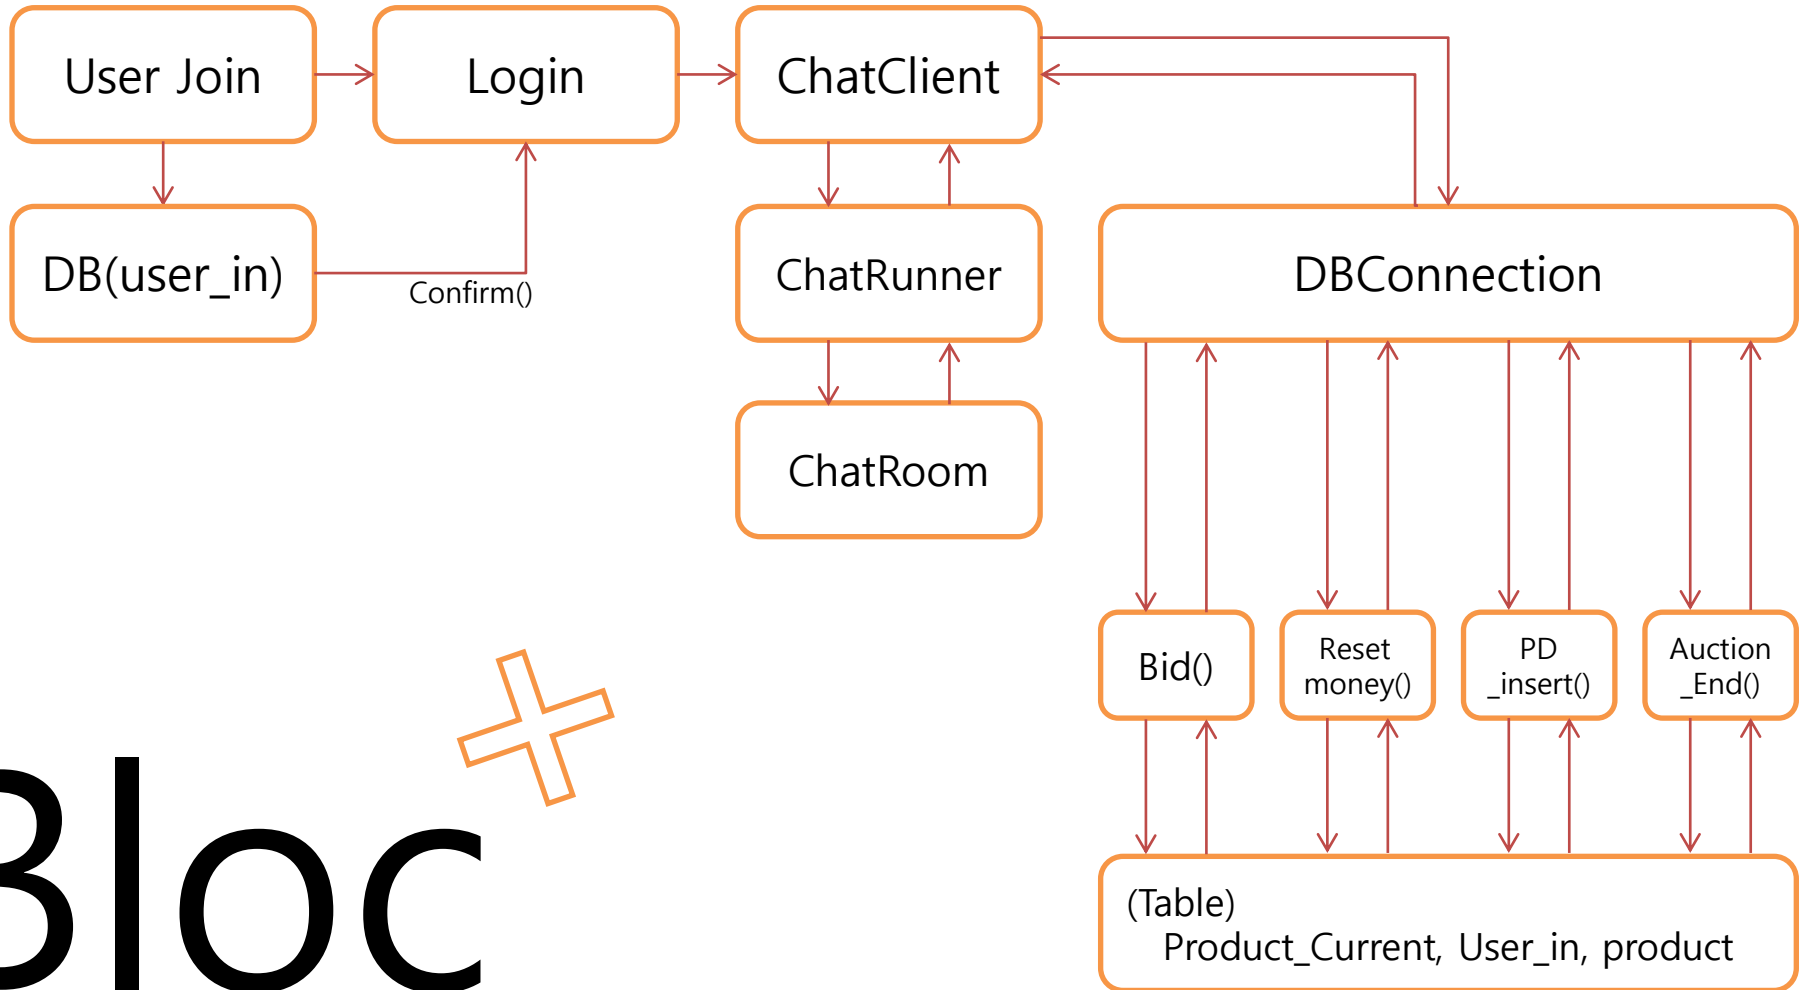 User Join
Login
ChatClient
DB(user_in)
Confirm()
ChatRunner
DBConnection
ChatRoom
Bid()
Reset
money()
PD
_insert()
Auction
_End()
(Table)
Product_Current, User_in, product
Bloc